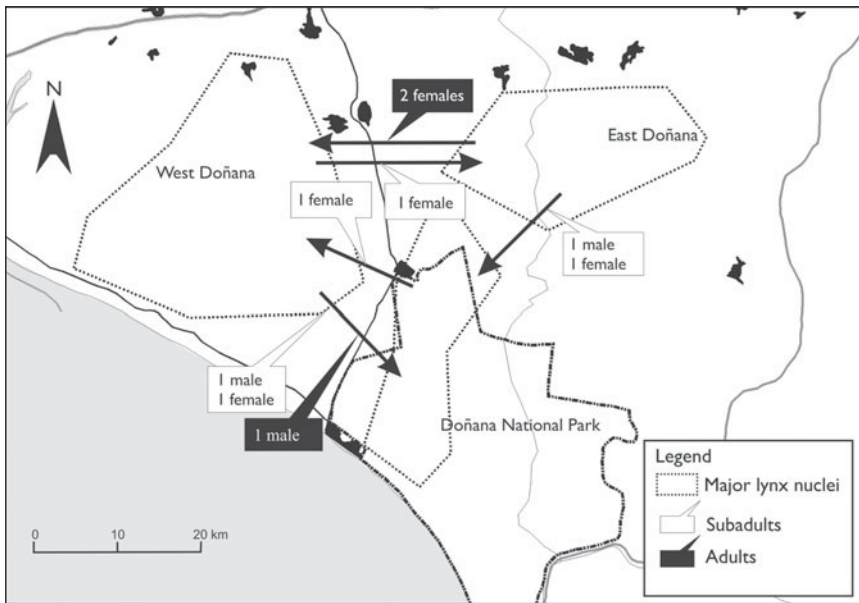 N
2 females
East Doñana
West Doñana
1 female
1 female
1 male
1 female
1 male
1 female
1 male
Doñana National Park
0 10 20 km
Legend
Major lynx nuclei
Subadults
Adults